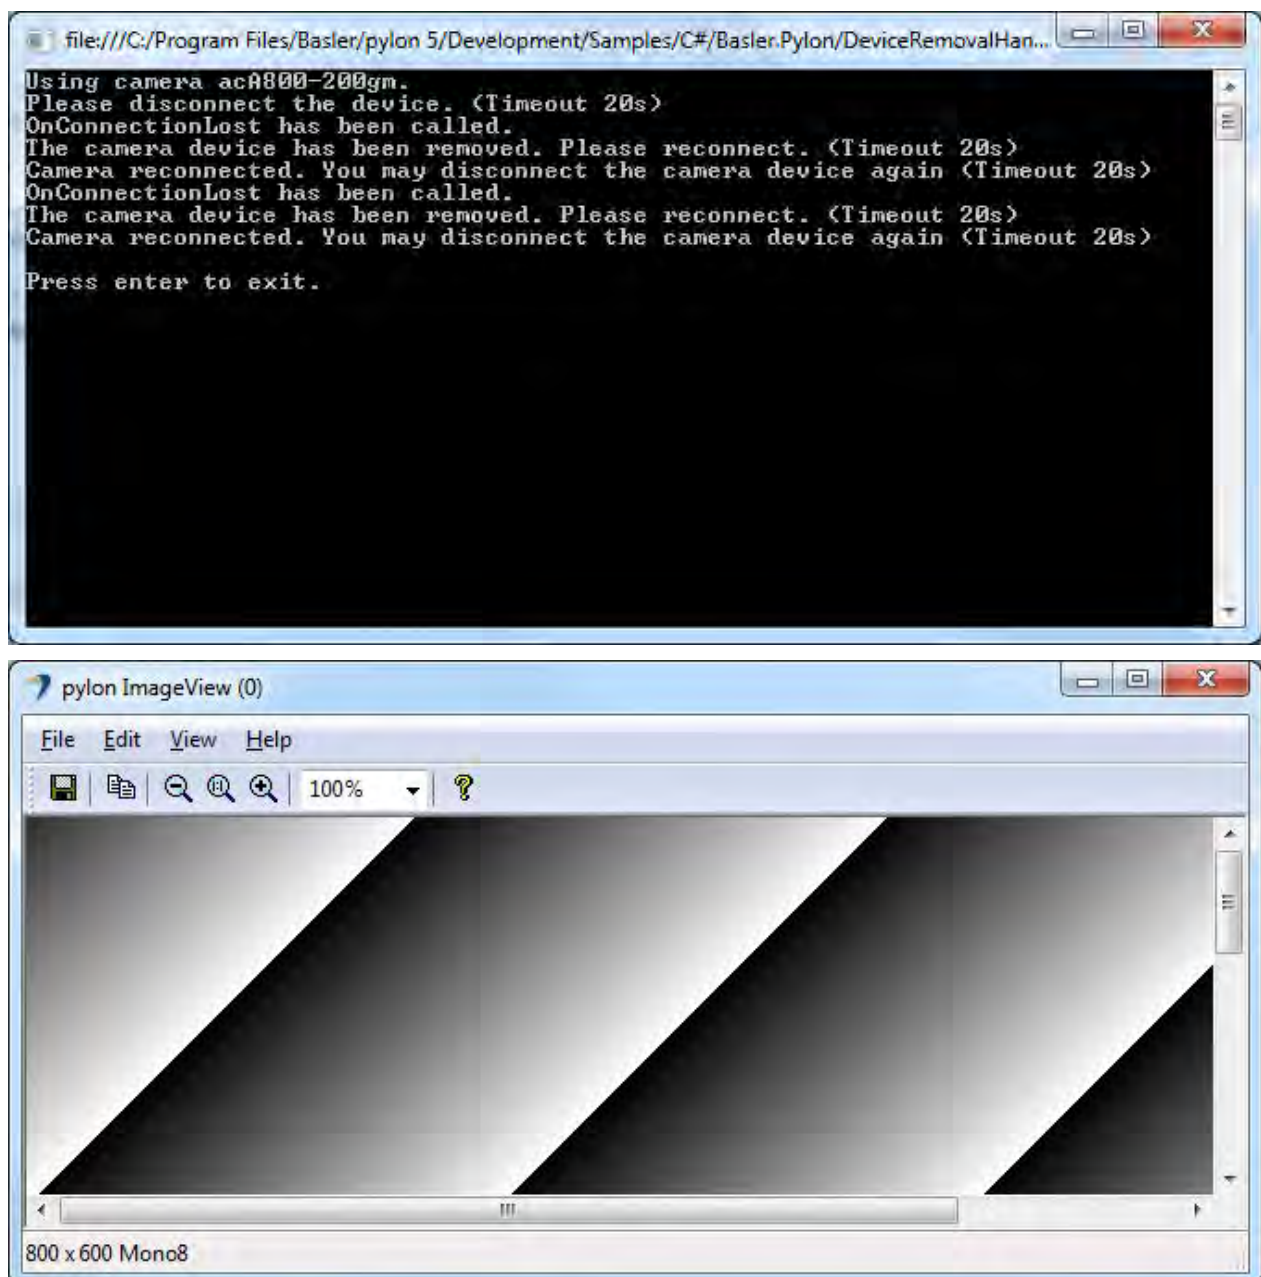 file:///C:/Program Files/Basler/pylon 5/Development/Samples/C#/Basler.Pylon/DeviceRemovalHan...
Using camera acA800-200gm.
Please disconnect the device. (Timeout 20s)
OnConnectionLost has been called.
The camera device has been removed. Please reconnect. (Timeout 20s)
Camera reconnected. You may disconnect the camera device again (Timeout 20s)
OnConnectionLost has been called.
The camera device has been removed. Please reconnect. (Timeout 20s)
Camera reconnected. You may disconnect the camera device again (Timeout 20s)
Press enter to exit.
pylon ImageView (0)
File Edit View Help
100%
800 x 600 Mono8